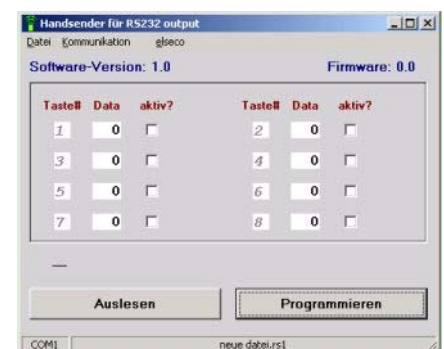 Handsender für RS232 output
Datei Kommunikation elseco
Software-Version: 1.0 Firmware: 0.0
Taste# Data aktiv? Taste# Data aktiv?
1 0 2 0
3 0 4 0
5 0 6 0
7 0 8 0
Auslesen Programmieren
COM1 neue datei.rs1